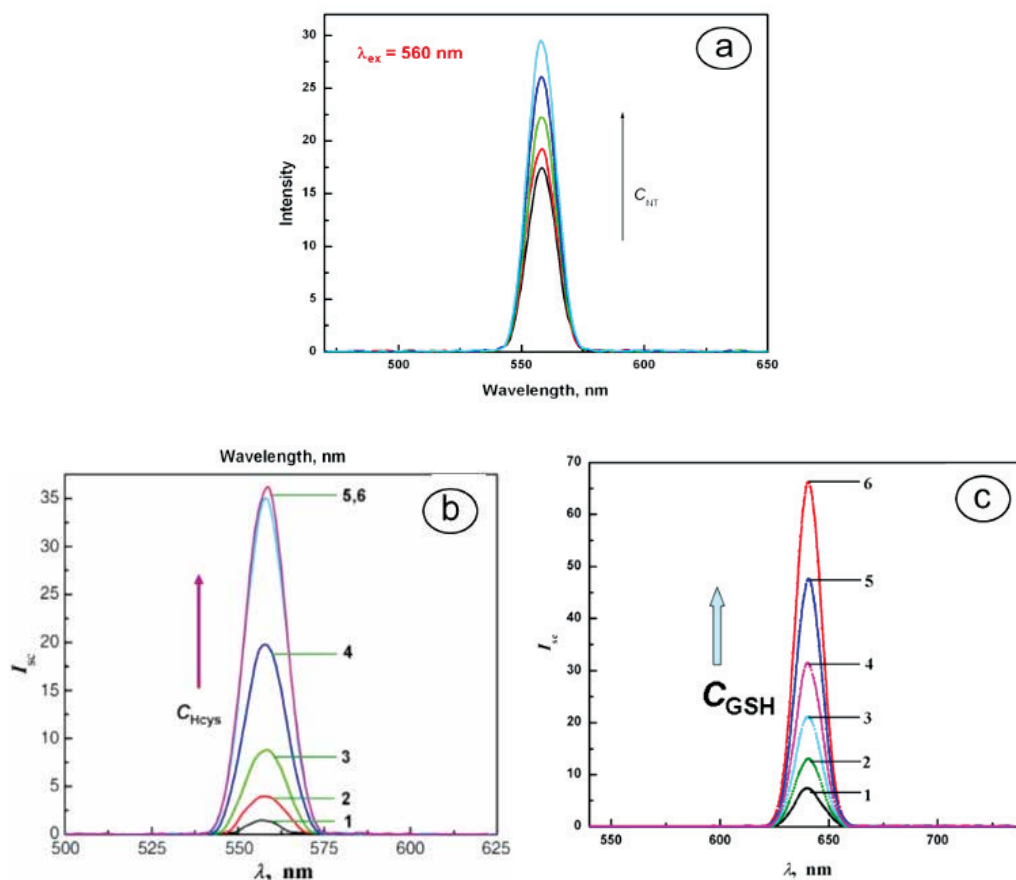 a
λex = 560 nm
Intensity
30
25
20
15
10
5
0
CNT
500 550 600 650
Wavelength, nm
Wavelength, nm
b
Isc
35
30
25
20
15
10
5
0
5,6
4
3
2
1
CHcys
500 525 550 575 600 625
λ, nm
c
Isc
70
60
50
40
30
20
10
0
6
5
4
3
2
1
CGSH
550 600 650 700
λ, nm